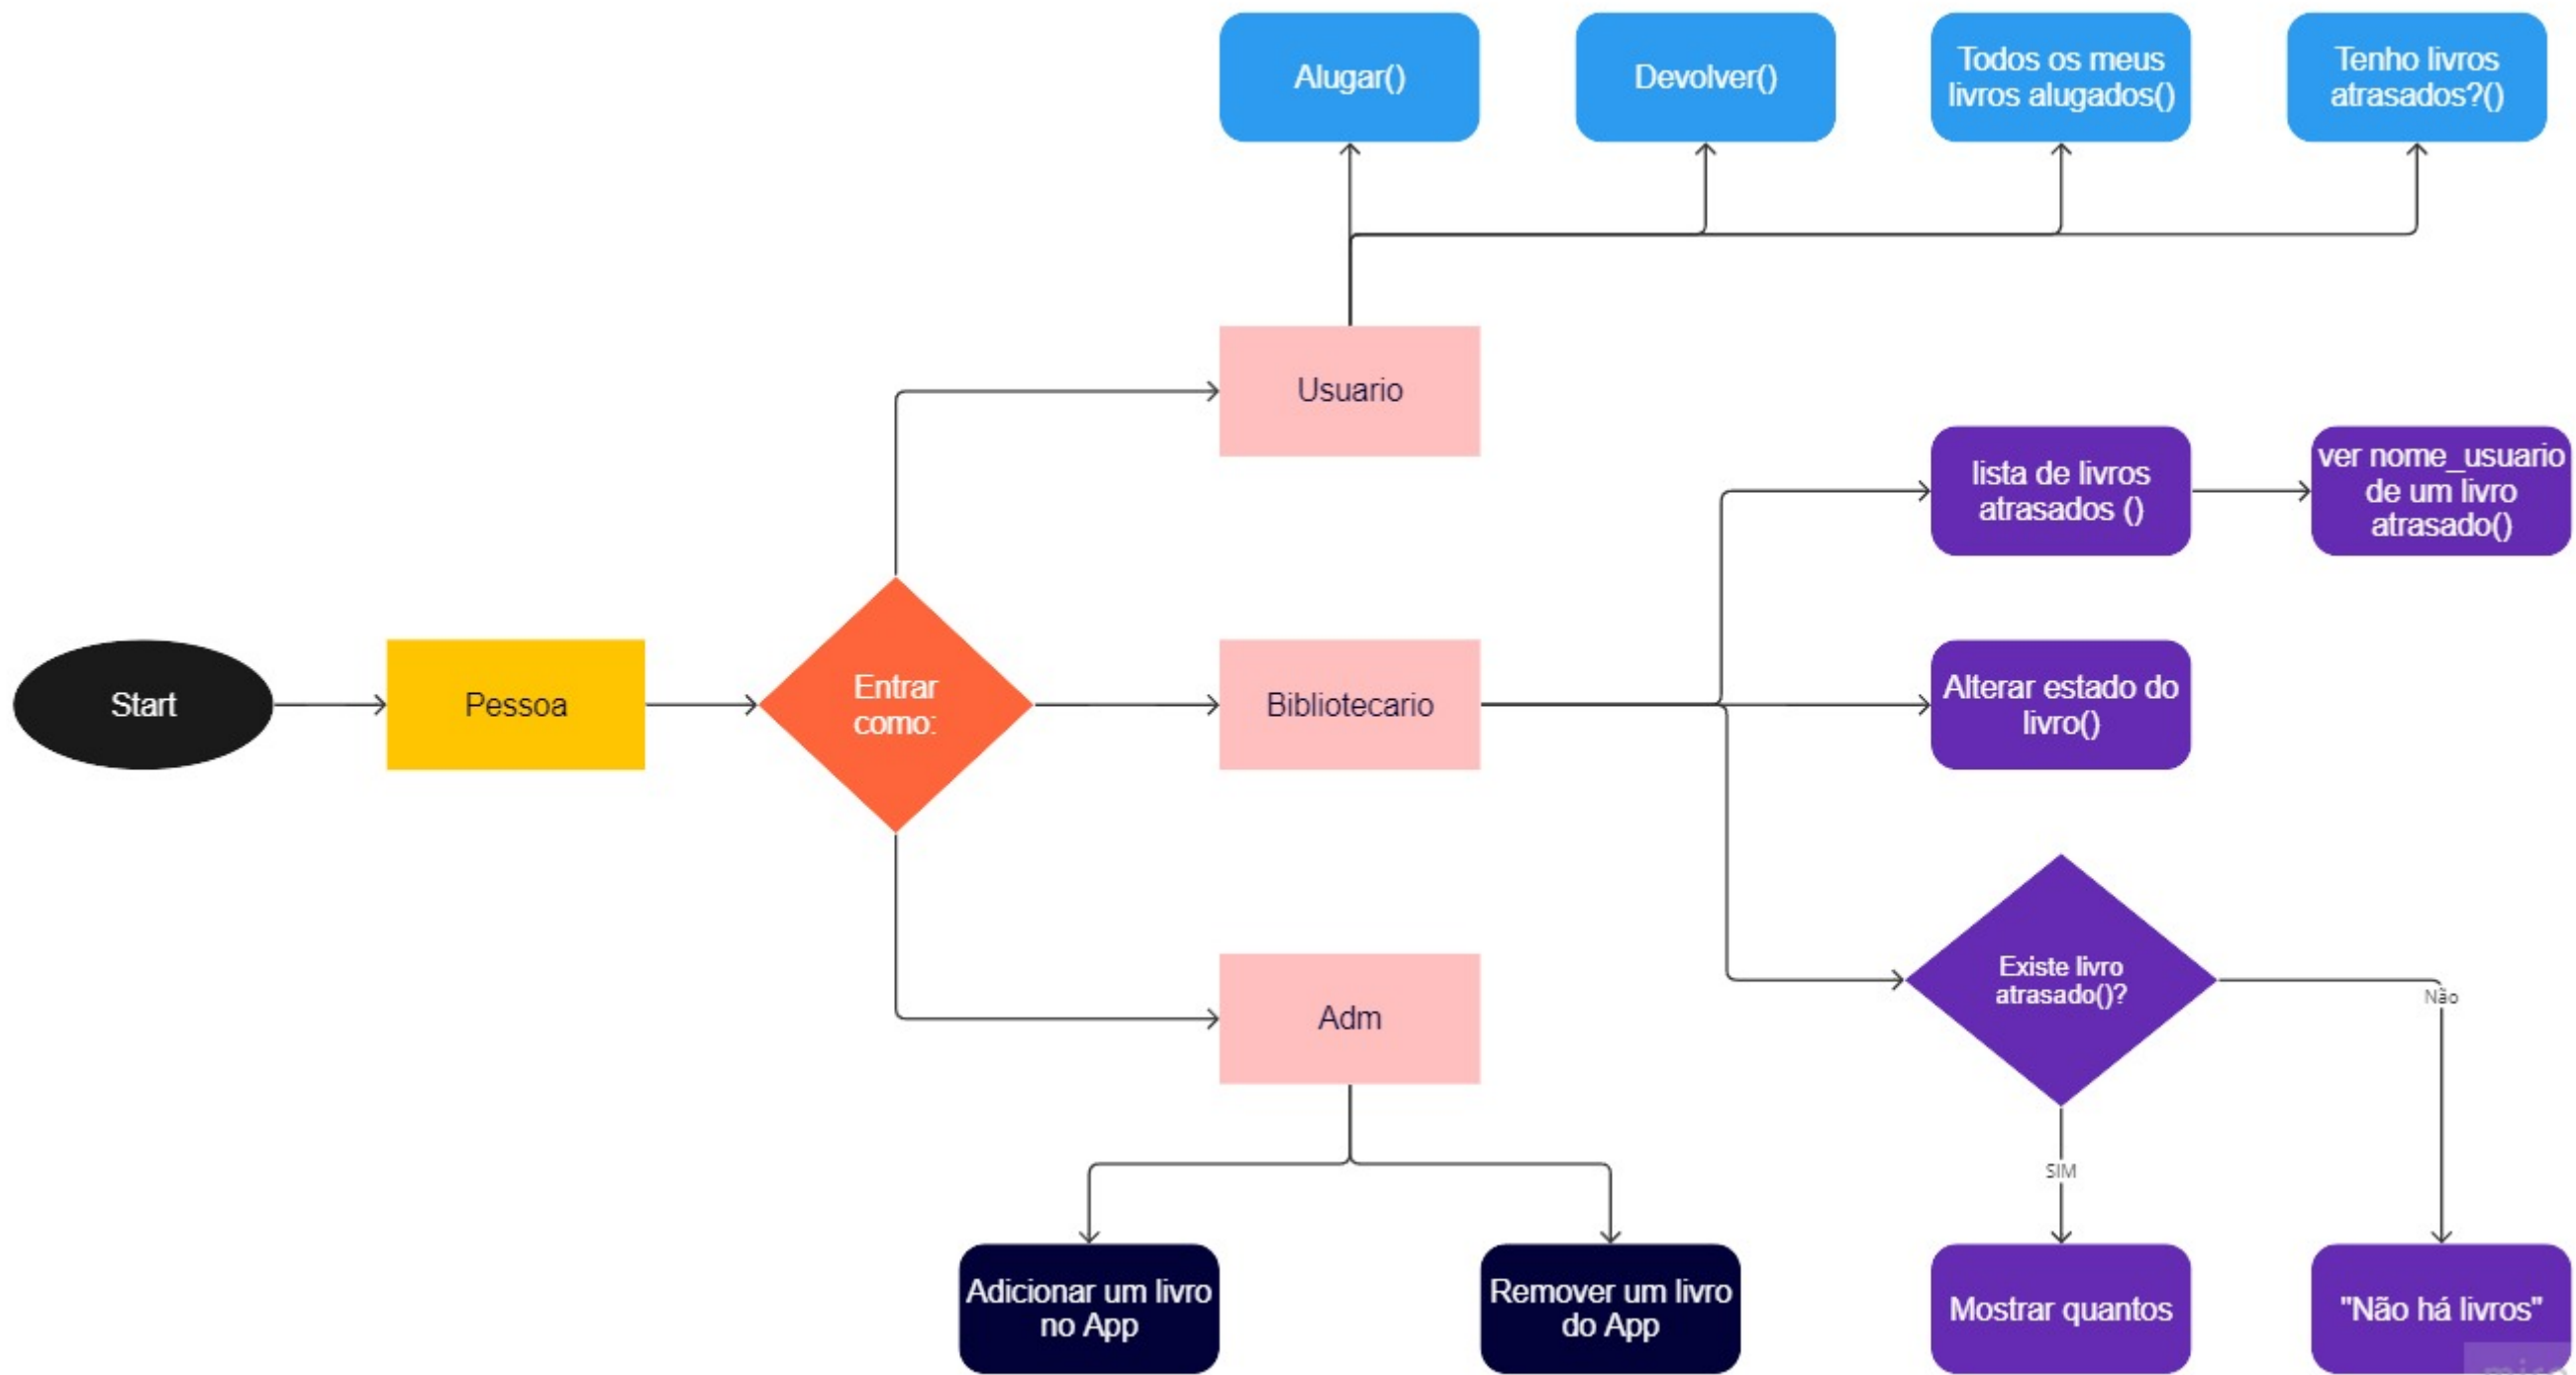 Alugar()
Devolver()
Todos os meus
livros alugados()
Tenho livros
atrasados?()
Usuario
lista de livros
atrasados ()
ver nome_usuario
de um livro
atrasado()
Start
Pessoa
Entrar
como:
Bibliotecario
Alterar estado do
livro()
Existe livro
atrasado()?
Não
Adm
SIM
Adicionar um livro
no App
Remover um livro
do App
Mostrar quantos
"Não há livros"